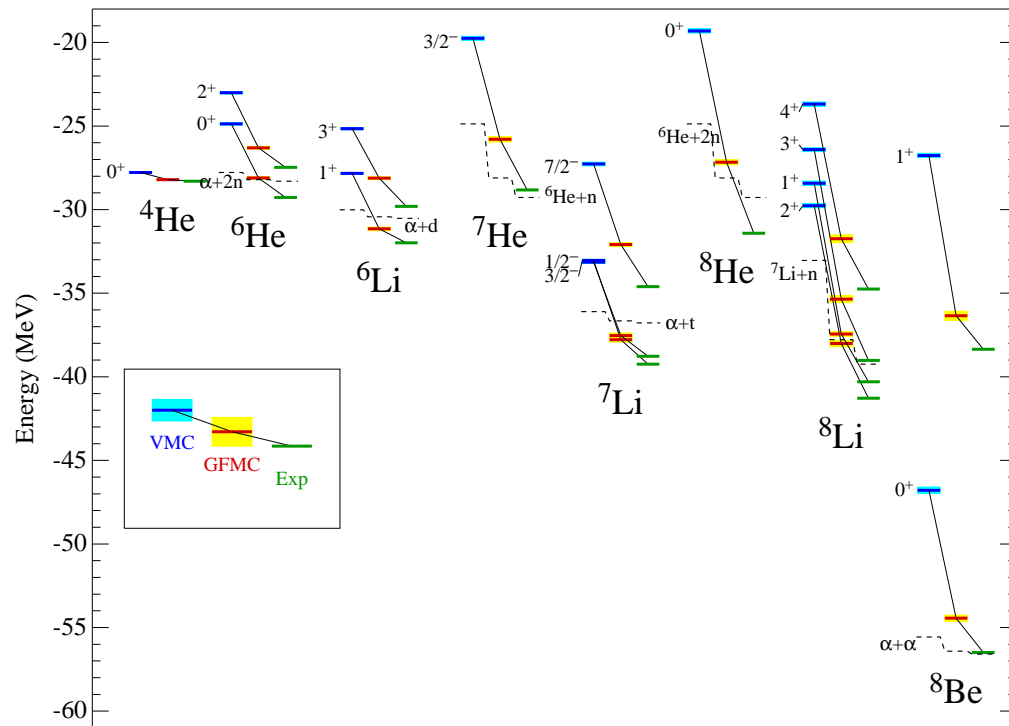 -20
-25
-30
-35
-40
-45
-50
-55
-60
Energy (MeV)
0⁺
⁴He
2⁺
0⁺
α+2n
⁶He
3⁺
1⁺
α+d
⁶Li
3/2⁻
⁶He+n
⁷He
7/2⁻
1/2⁻
3/2⁻
α+t
⁷Li
0⁺
⁶He+2n
⁸He
4⁺
3⁺
1⁺
2⁺
⁷Li+n
⁸Li
1⁺
0⁺
α+α
⁸Be
VMC
GFMC
Exp